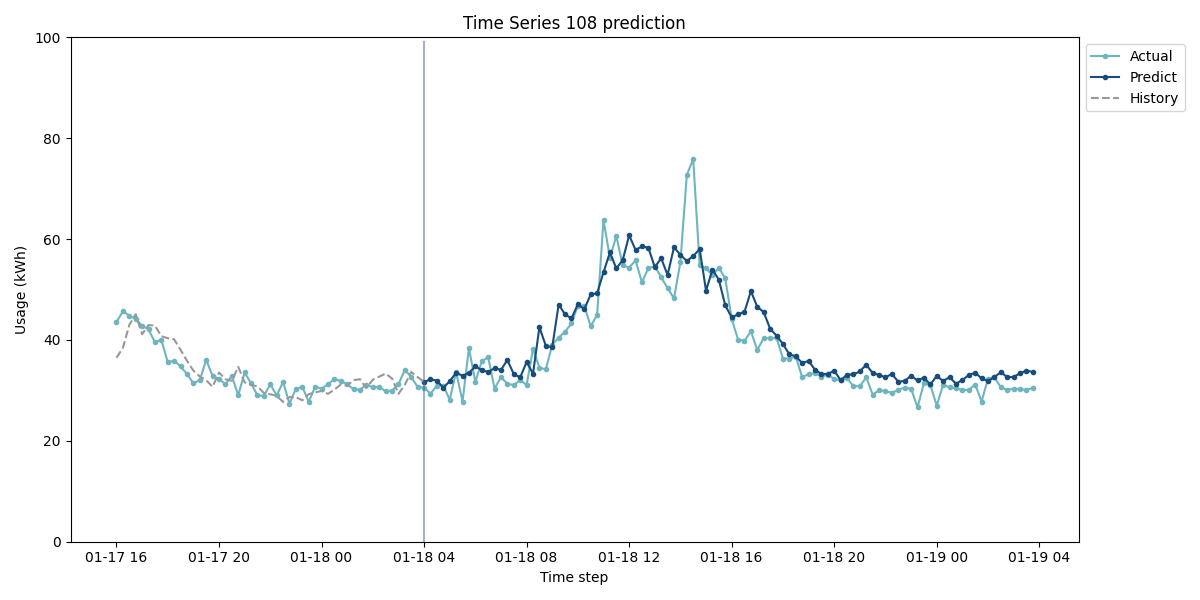 Time Series 108 prediction
Usage (kWh)
100
80
60
40
20
0
01-17 16
01-17 20
01-18 00
01-18 04
01-18 08
01-18 12
01-18 16
01-18 20
01-19 00
01-19 04
Time step
Actual
Predict
History